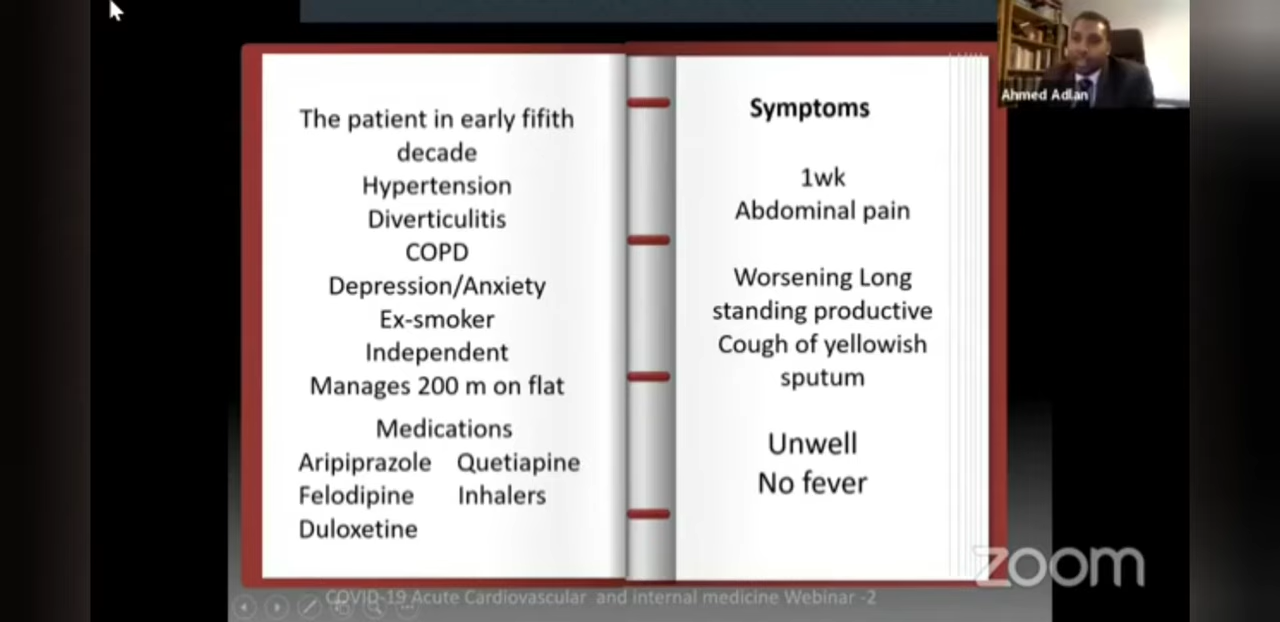 Ahmed Adlan
The patient in early fifith
decade
Hypertension
Diverticulitis
COPD
Depression/Anxiety
Ex-smoker
Independent
Manages 200 m on flat
Medications
Aripiprazole Quetiapine
Felodipine Inhalers
Duloxetine
Symptoms
1wk
Abdominal pain
Worsening Long
standing productive
Cough of yellowish
sputum
Unwell
No fever
zoom
COVID-19 Acute Cardiovascular and internal medicine Webinar -2